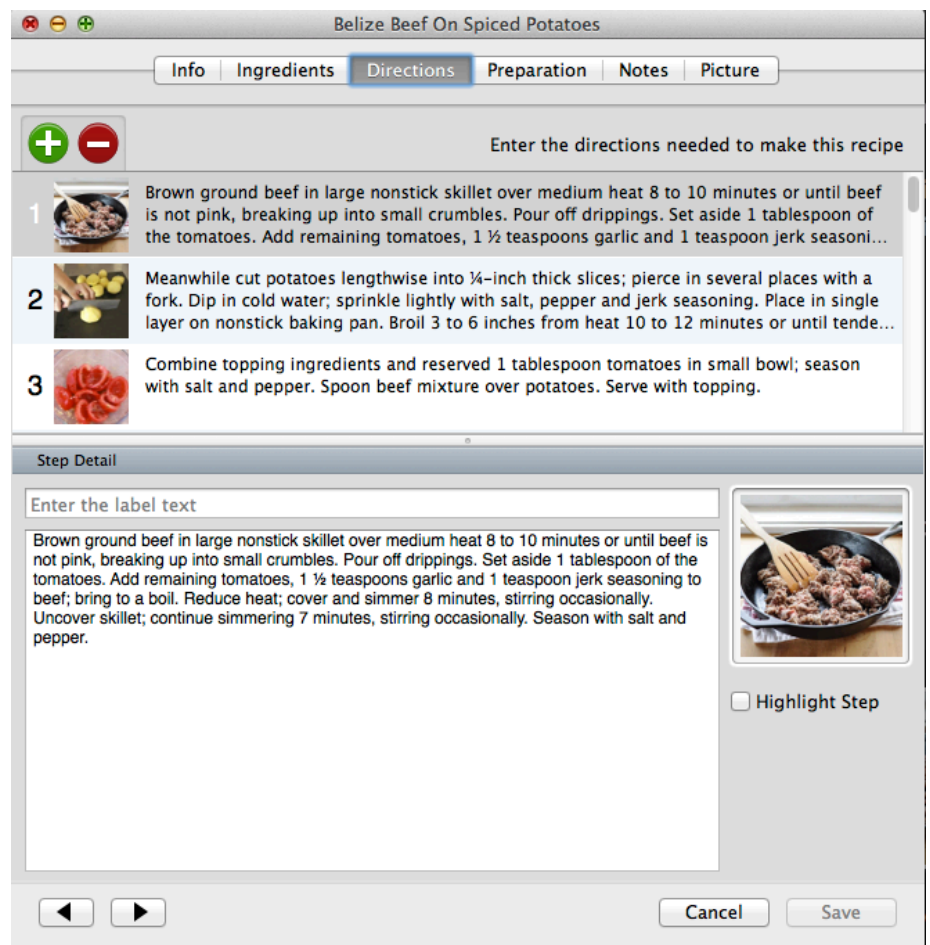 Belize Beef On Spiced Potatoes
Info Ingredients Directions Preparation Notes Picture
Enter the directions needed to make this recipe
1
Brown ground beef in large nonstick skillet over medium heat 8 to 10 minutes or until beef
is not pink, breaking up into small crumbles. Pour off drippings. Set aside 1 tablespoon of
the tomatoes. Add remaining tomatoes, 1 ½ teaspoons garlic and 1 teaspoon jerk seasoni...
2
Meanwhile cut potatoes lengthwise into ¼-inch thick slices; pierce in several places with a
fork. Dip in cold water; sprinkle lightly with salt, pepper and jerk seasoning. Place in single
layer on nonstick baking pan. Broil 3 to 6 inches from heat 10 to 12 minutes or until tende...
3
Combine topping ingredients and reserved 1 tablespoon tomatoes in small bowl; season
with salt and pepper. Spoon beef mixture over potatoes. Serve with topping.
Step Detail
Enter the label text
Brown ground beef in large nonstick skillet over medium heat 8 to 10 minutes or until beef is
not pink, breaking up into small crumbles. Pour off drippings. Set aside 1 tablespoon of the
tomatoes. Add remaining tomatoes, 1 ½ teaspoons garlic and 1 teaspoon jerk seasoning to
beef; bring to a boil. Reduce heat; cover and simmer 8 minutes, stirring occasionally.
Uncover skillet; continue simmering 7 minutes, stirring occasionally. Season with salt and
pepper.
Highlight Step
Cancel Save